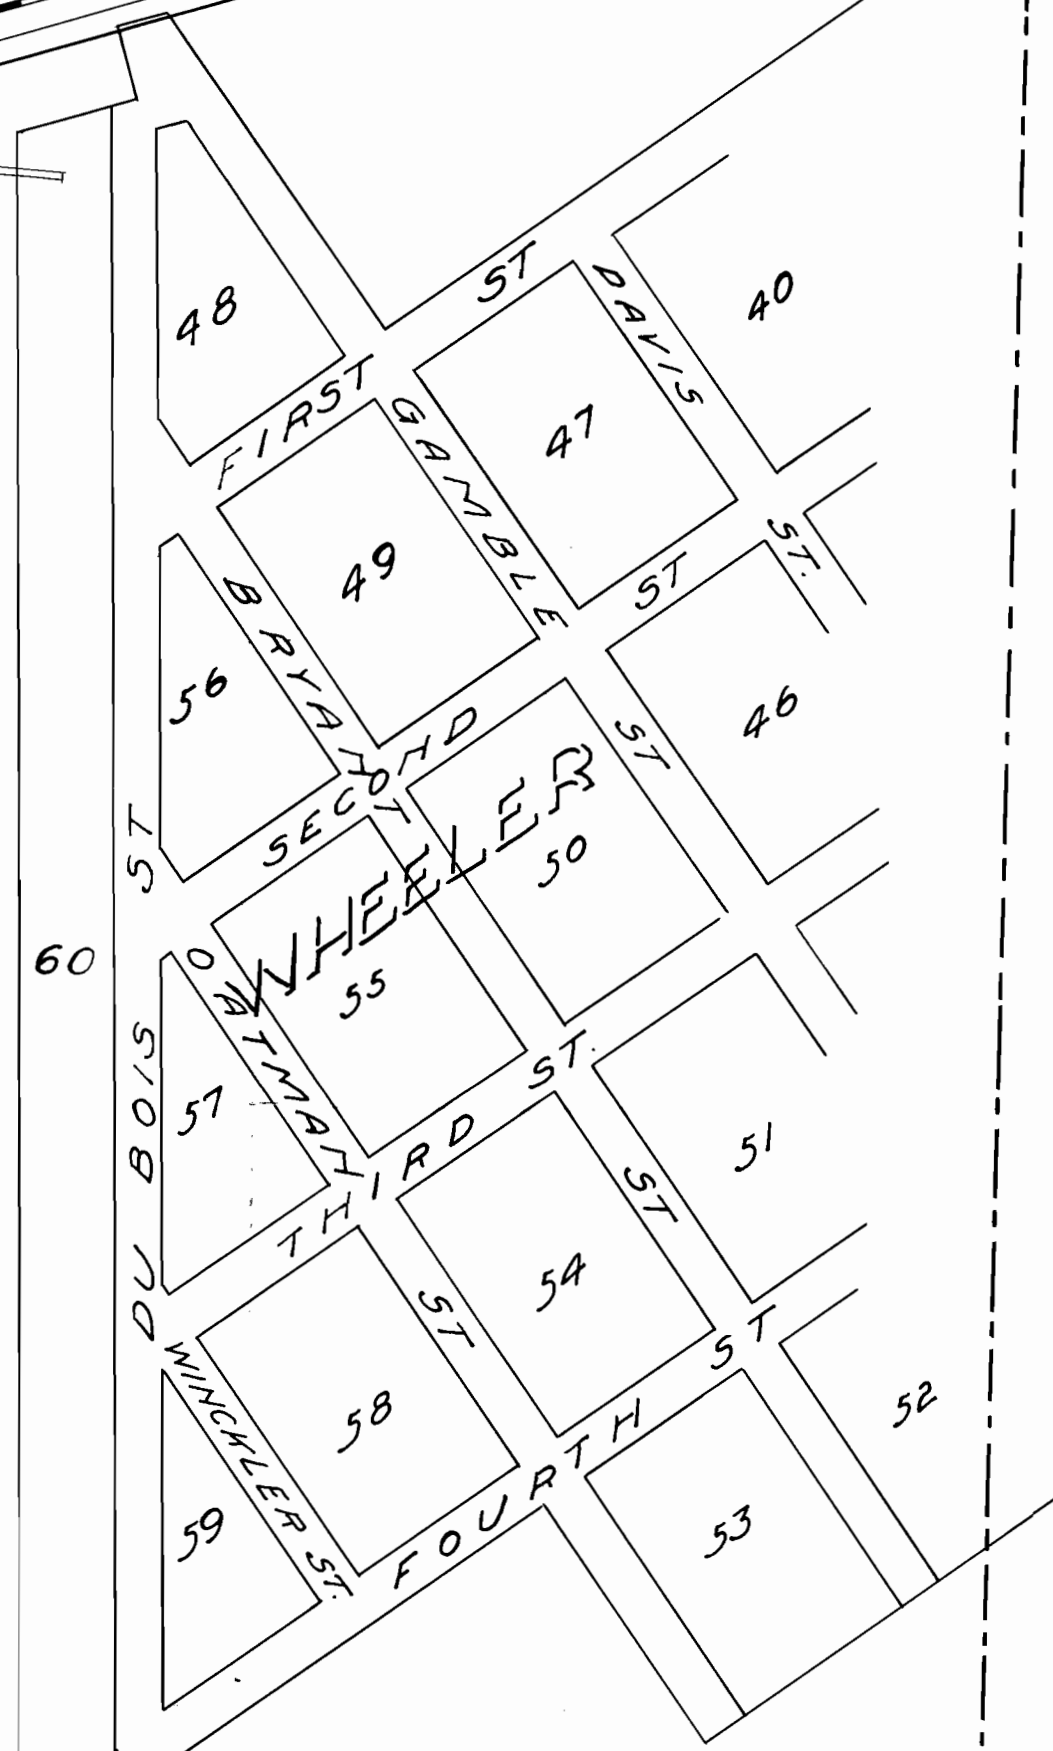 48
FIRST ST
DAVIS ST.
40
47
GAMBLE ST
49
BRYANT ST
56
SECOND ST
46
WHEELER
50
55
60
DU BOIS ST
OATMAN ST
57
THIRD ST.
51
54
WINCKLER ST.
58
52
59
FOURTH ST
53